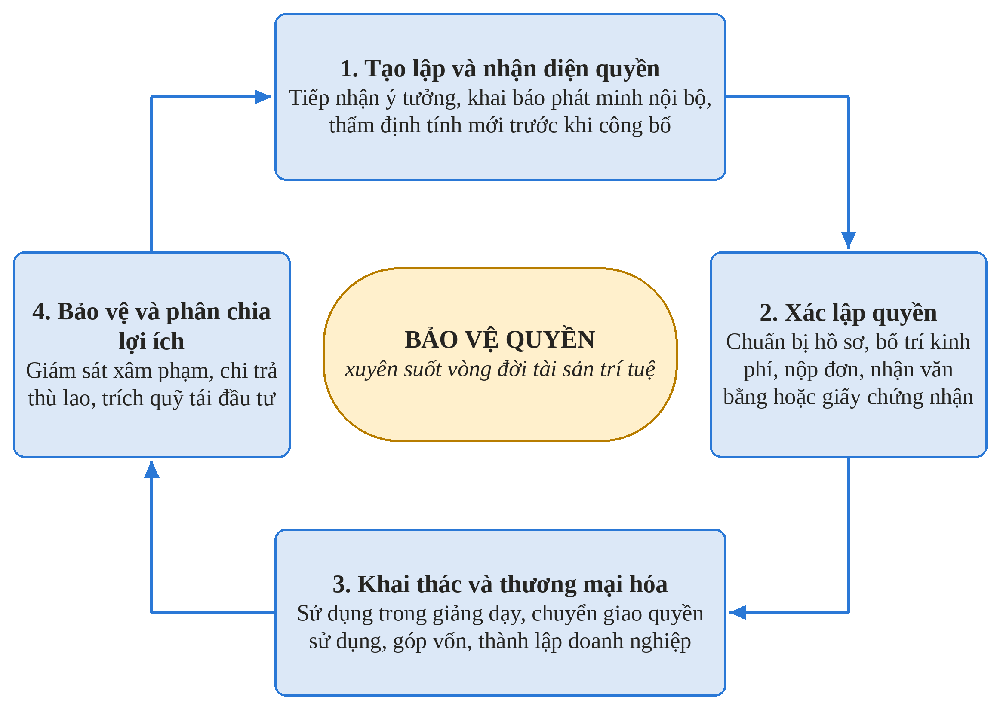 1. Tạo lập và nhận diện quyền
Tiếp nhận ý tưởng, khai báo phát minh nội bộ,
thẩm định tính mới trước khi công bố
4. Bảo vệ và phân chia
lợi ích
Giám sát xâm phạm, chi trả
thù lao, trích quỹ tái đầu tư
BẢO VỆ QUYỀN
xuyên suốt vòng đời tài sản trí tuệ
2. Xác lập quyền
Chuẩn bị hồ sơ, bố trí kinh
phí, nộp đơn, nhận văn
bằng hoặc giấy chứng nhận
3. Khai thác và thương mại hóa
Sử dụng trong giảng dạy, chuyển giao quyền
sử dụng, góp vốn, thành lập doanh nghiệp